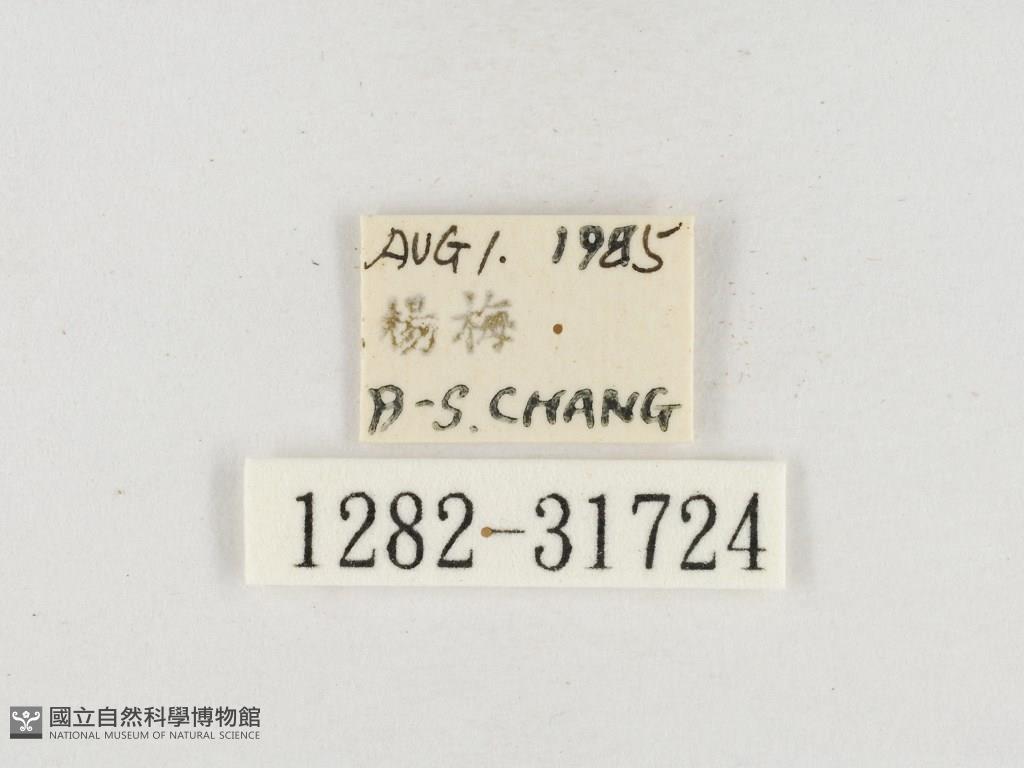 AUG 1. 1985
楊梅
B-S. CHANG
1282-31724
國立自然科學博物館
NATIONAL MUSEUM OF NATURAL SCIENCE